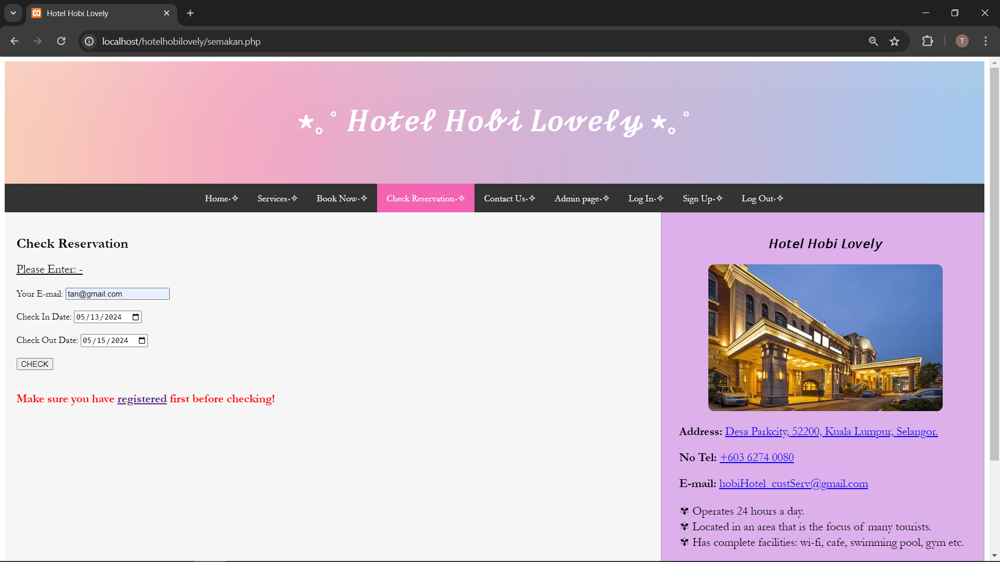 Hotel Hobi Lovely
localhost/hotelhobilovely/semakan.php
T
⋆｡˚ Hotel Hobi Lovely ⋆｡˚
Home˖✧ Services˖✧ Book Now˖✧ Check Reservation˖✧ Contact Us˖✧ Admin page˖✧ Log In˖✧ Sign Up˖✧ Log Out˖✧
Check Reservation
Please Enter: -
Your E-mail: tan@gmail.com
Check In Date: 05/13/2024
Check Out Date: 05/15/2024
CHECK
Make sure you have registered first before checking!
Hotel Hobi Lovely
Address: Desa Parkcity, 52200, Kuala Lumpur, Selangor.
No Tel: +603 6274 0080
E-mail: hobiHotel_custServ@gmail.com
✾ Operates 24 hours a day.
✾ Located in an area that is the focus of many tourists.
✾ Has complete facilities: wi-fi, cafe, swimming pool, gym etc.